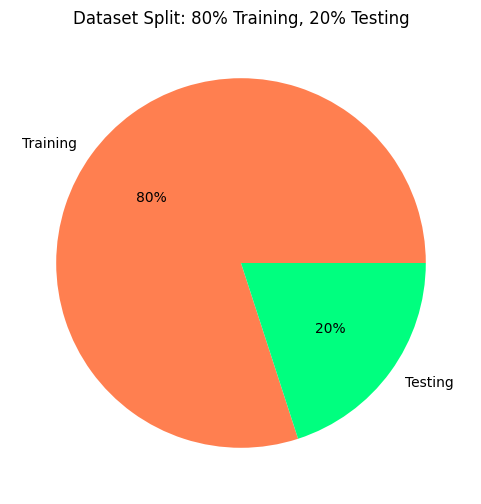 Dataset Split: 80% Training, 20% Testing
Training
80%
20%
Testing